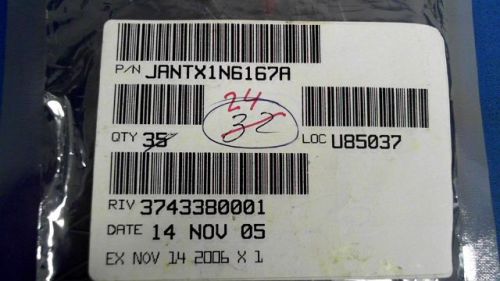 P/N JANTX1N6167A
24
QTY 35 32 LOC U85037
RIV 3743380001
DATE 14 NOV 05
EX NOV 14 2006 X 1